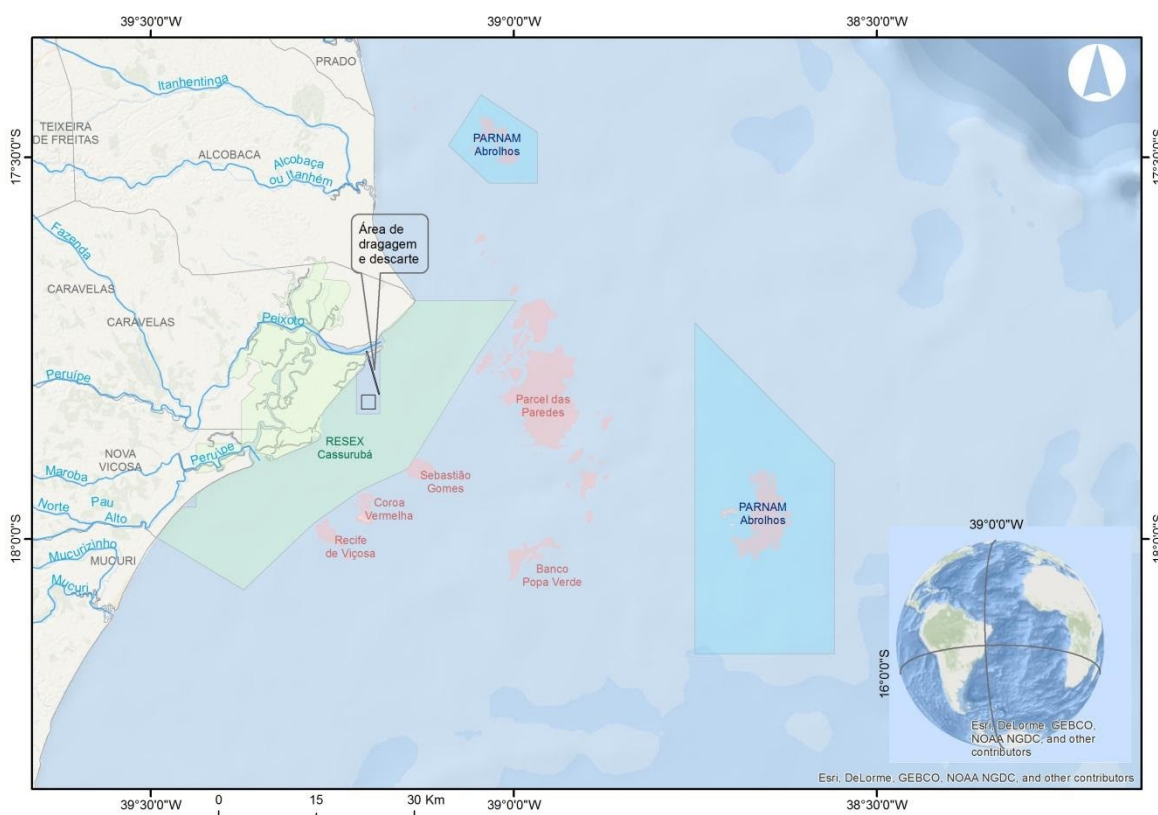 39°30'0"W
39°0'0"W
38°30'0"W
PRADO
Itanhentinga
TEIXEIRA
DE FREITAS
ALCOBACA
Alcobaça
ou Itanhém
PARNAM
Abrolhos
17°30'0"S
17°30'0"S
Área de
dragagem
e descarte
Fazenda
CARAVELAS
CARAVELAS
Peixoto
Peruípe
Parcel das
Paredes
RESEX
Cassurubá
NOVA
VIÇOSA
Peruípe
Maroba
Sebastião
Gomes
Norte
Pau
Alto
Coroa
Vermelha
PARNAM
Abrolhos
Recife
de Viçosa
18°0'0"S
18°0'0"S
Mucurizinho
MUCURI
Mucuri
Banco
Popa Verde
39°0'0"W
16°0'0"S
Esri, DeLorme, GEBCO,
NOAA NGDC, and other
contributors
Esri, DeLorme, GEBCO, NOAA NGDC, and other contributors
39°30'0"W
0
15
30 Km
39°0'0"W
38°30'0"W